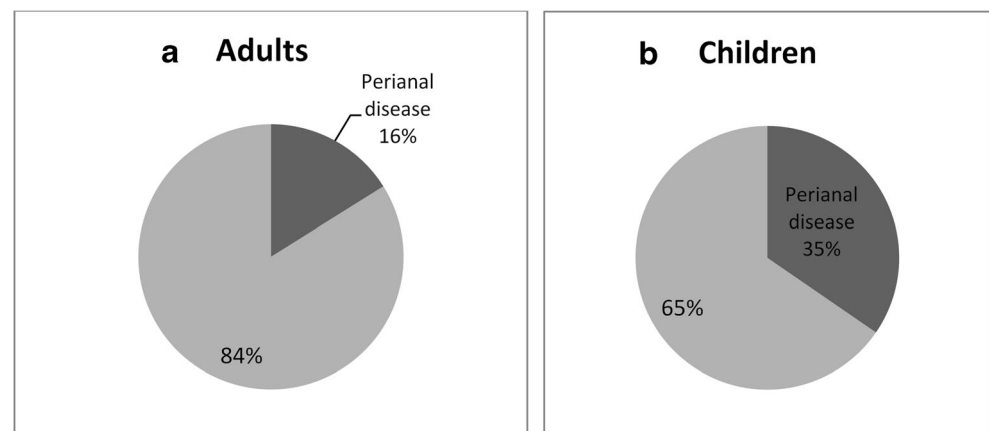 a Adults
Perianal
disease
16%
84%
b Children
Perianal
disease
35%
65%